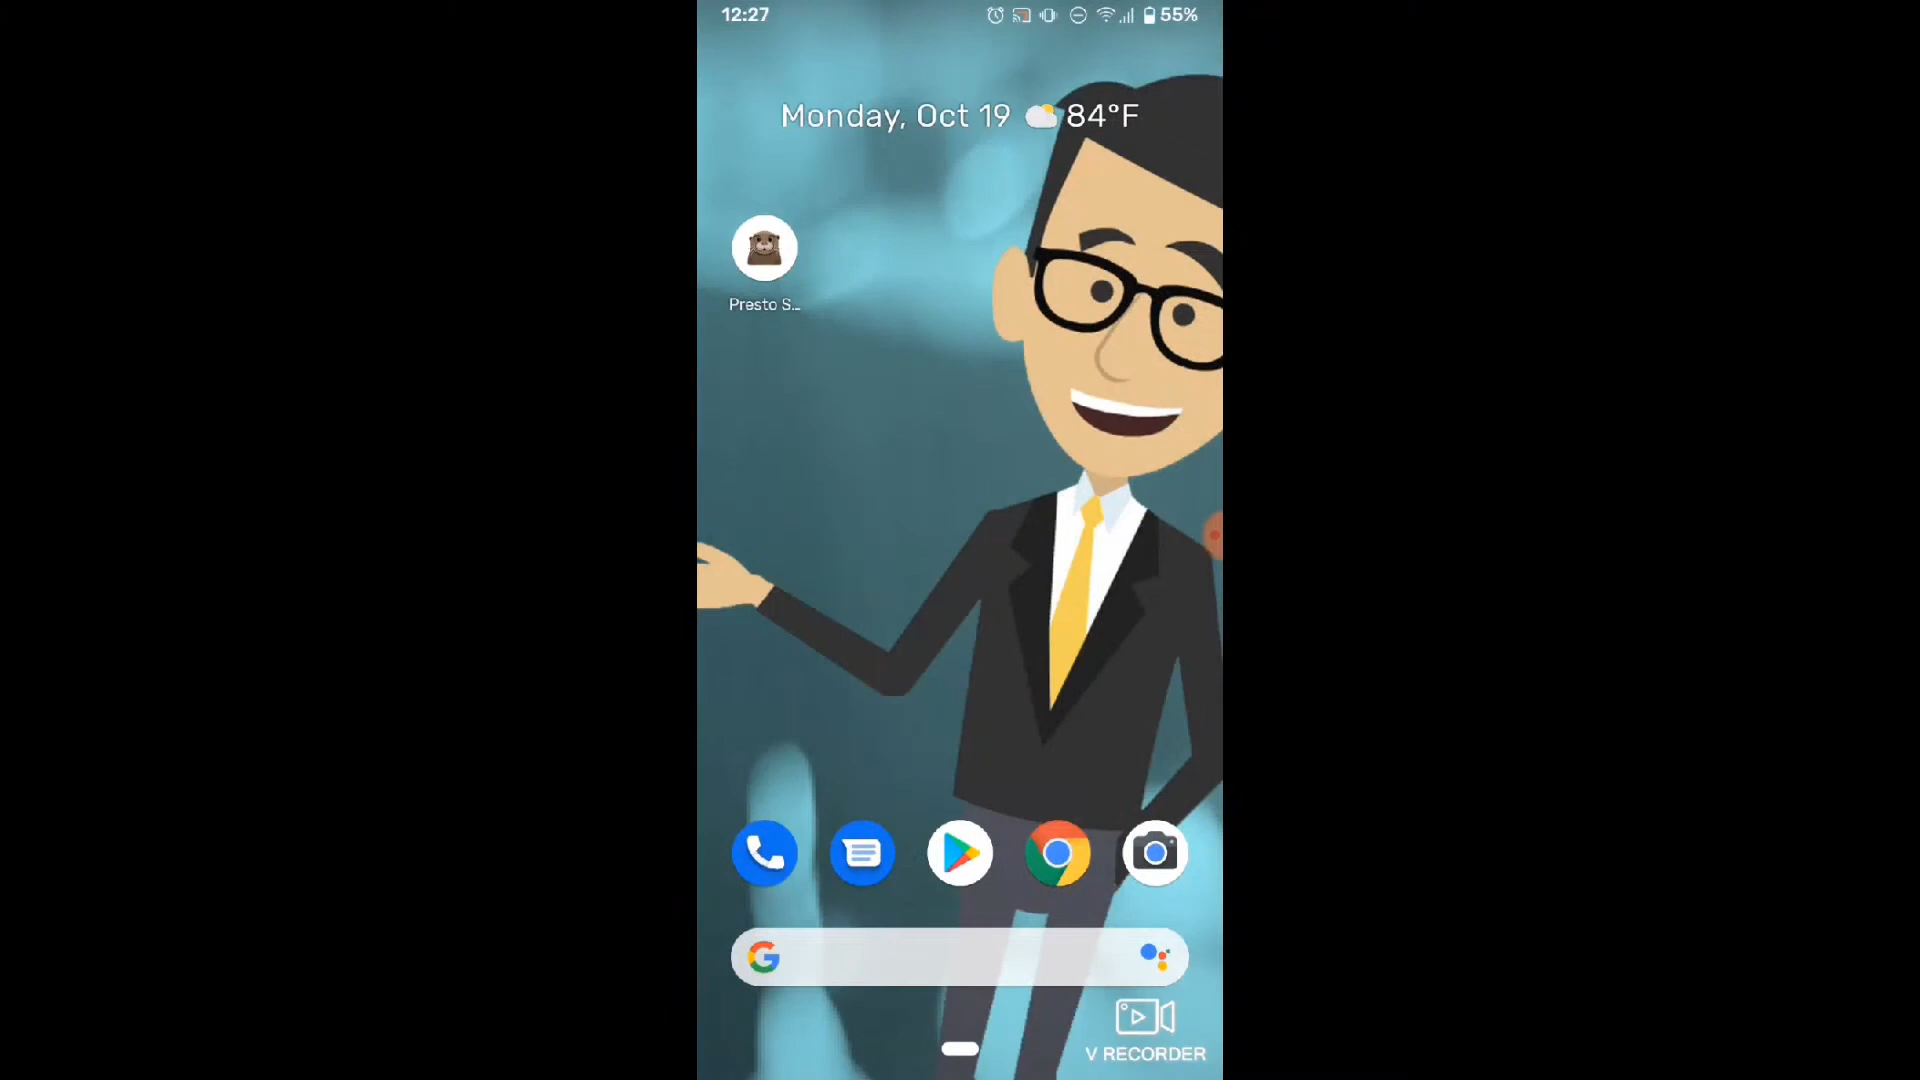 12:27
55%
Monday, Oct 19 84°F
Presto S...
V RECORDER